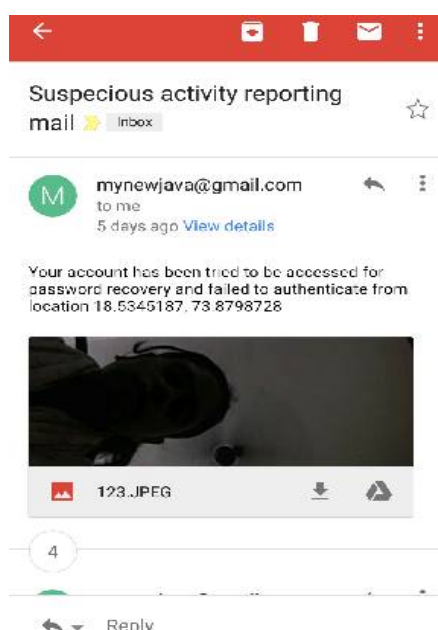 Suspecious activity reporting
mail Inbox
M
mynewjava@gmail.com
to me
5 days ago View details
Your account has been tried to be accessed for
password recovery and failed to authenticate from
location 18.5345187, 73.8798728
123.JPEG
4
Reply